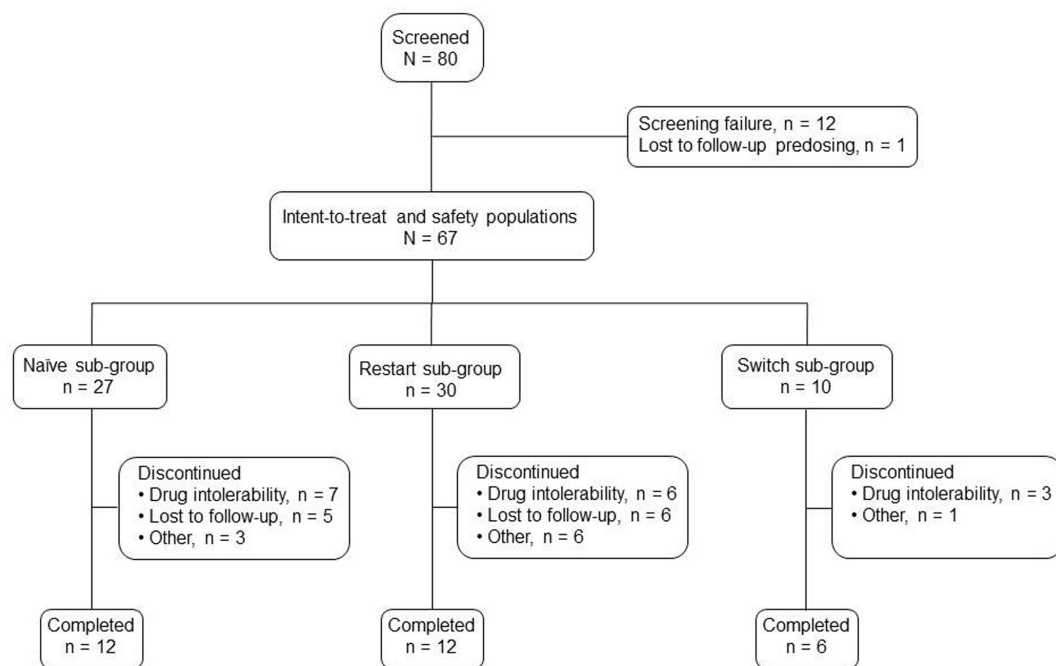 Screened
N = 80
Screening failure, n = 12
Lost to follow-up predosing, n = 1
Intent-to-treat and safety populations
N = 67
Naïve sub-group
n = 27
Restart sub-group
n = 30
Switch sub-group
n = 10
Discontinued
• Drug intolerability, n = 7
• Lost to follow-up, n = 5
• Other, n = 3
Discontinued
• Drug intolerability, n = 6
• Lost to follow-up, n = 6
• Other, n = 6
Discontinued
• Drug intolerability, n = 3
• Other, n = 1
Completed
n = 12
Completed
n = 12
Completed
n = 6